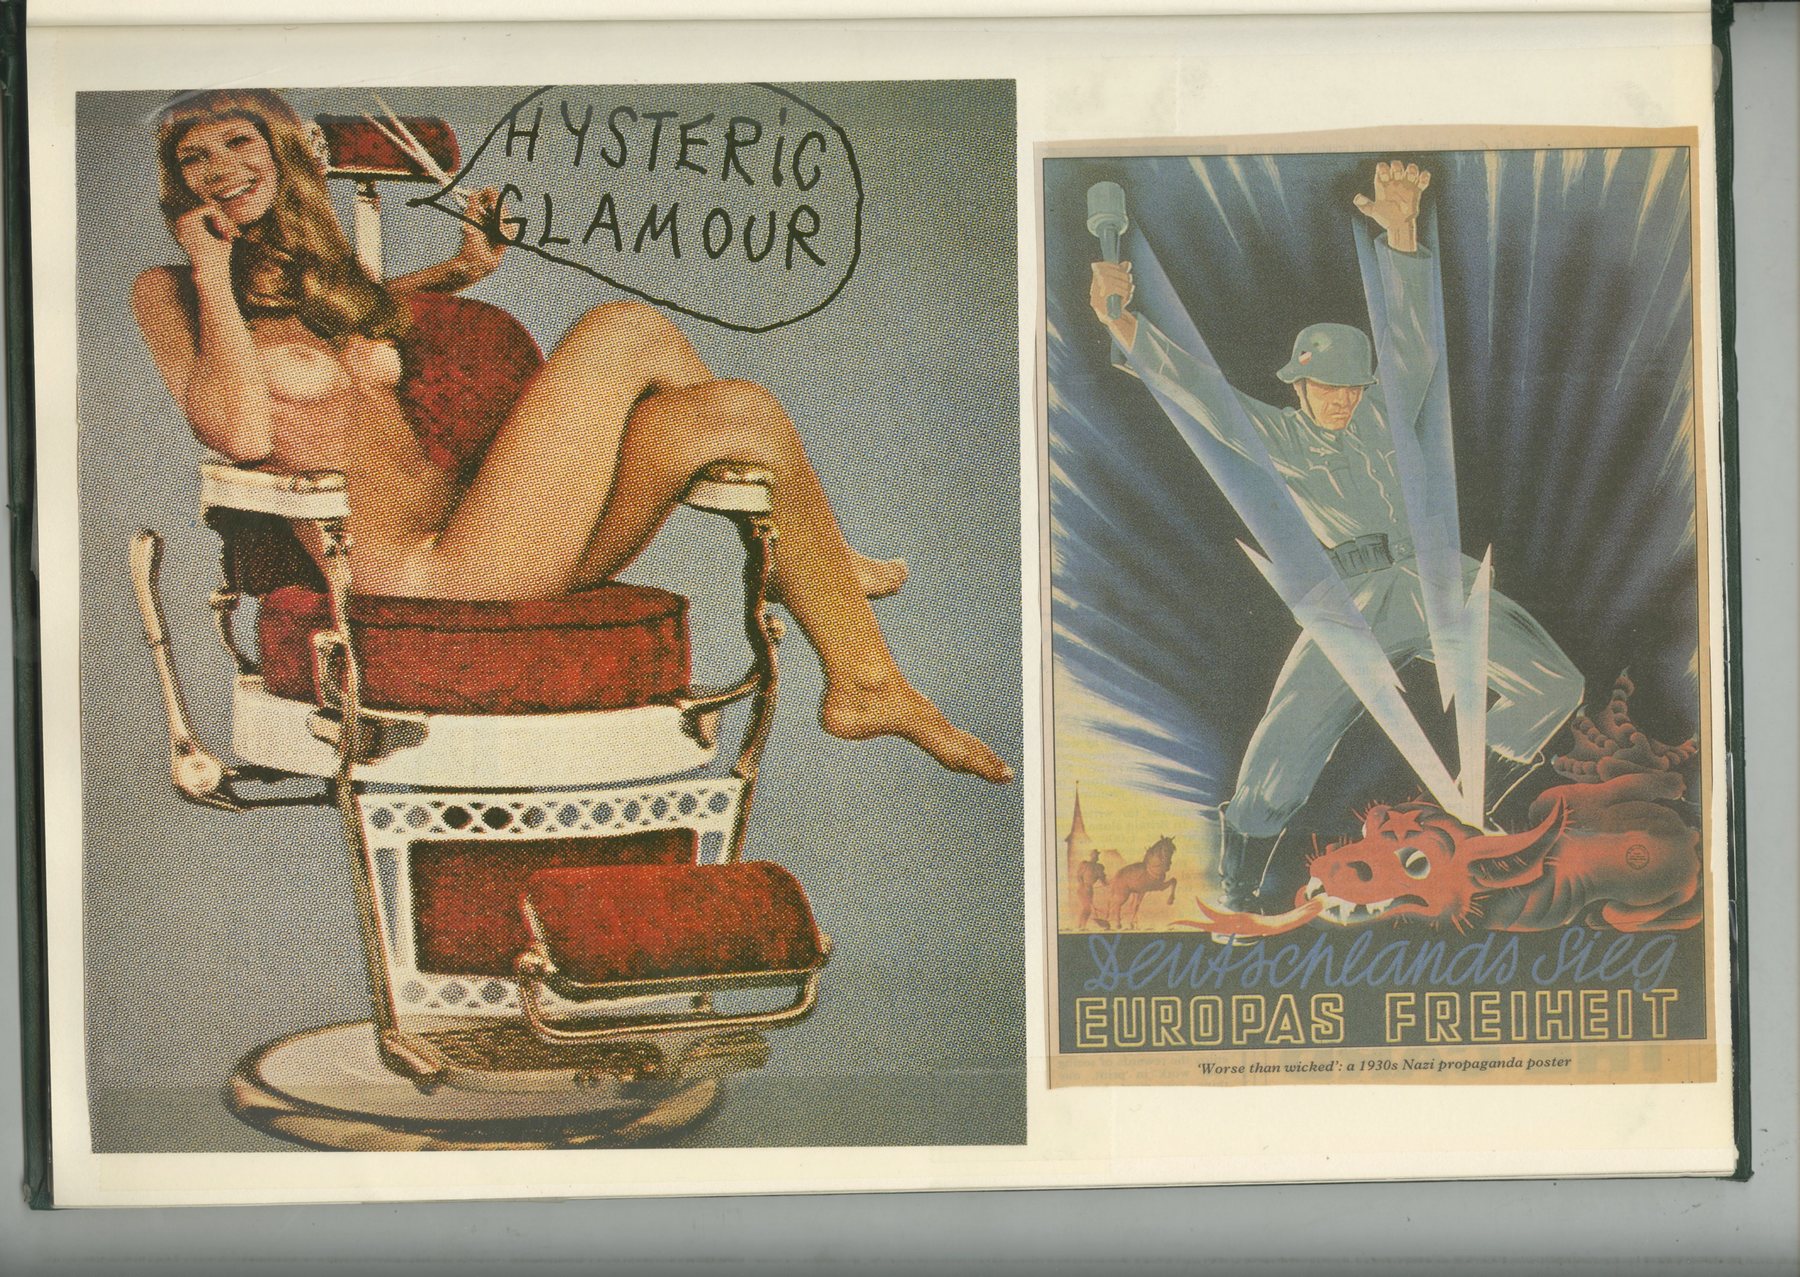 HYSTERIC
GLAMOUR
Deutschlands Sieg
EUROPAS FREIHEIT
'Worse than wicked': a 1930s Nazi propaganda poster